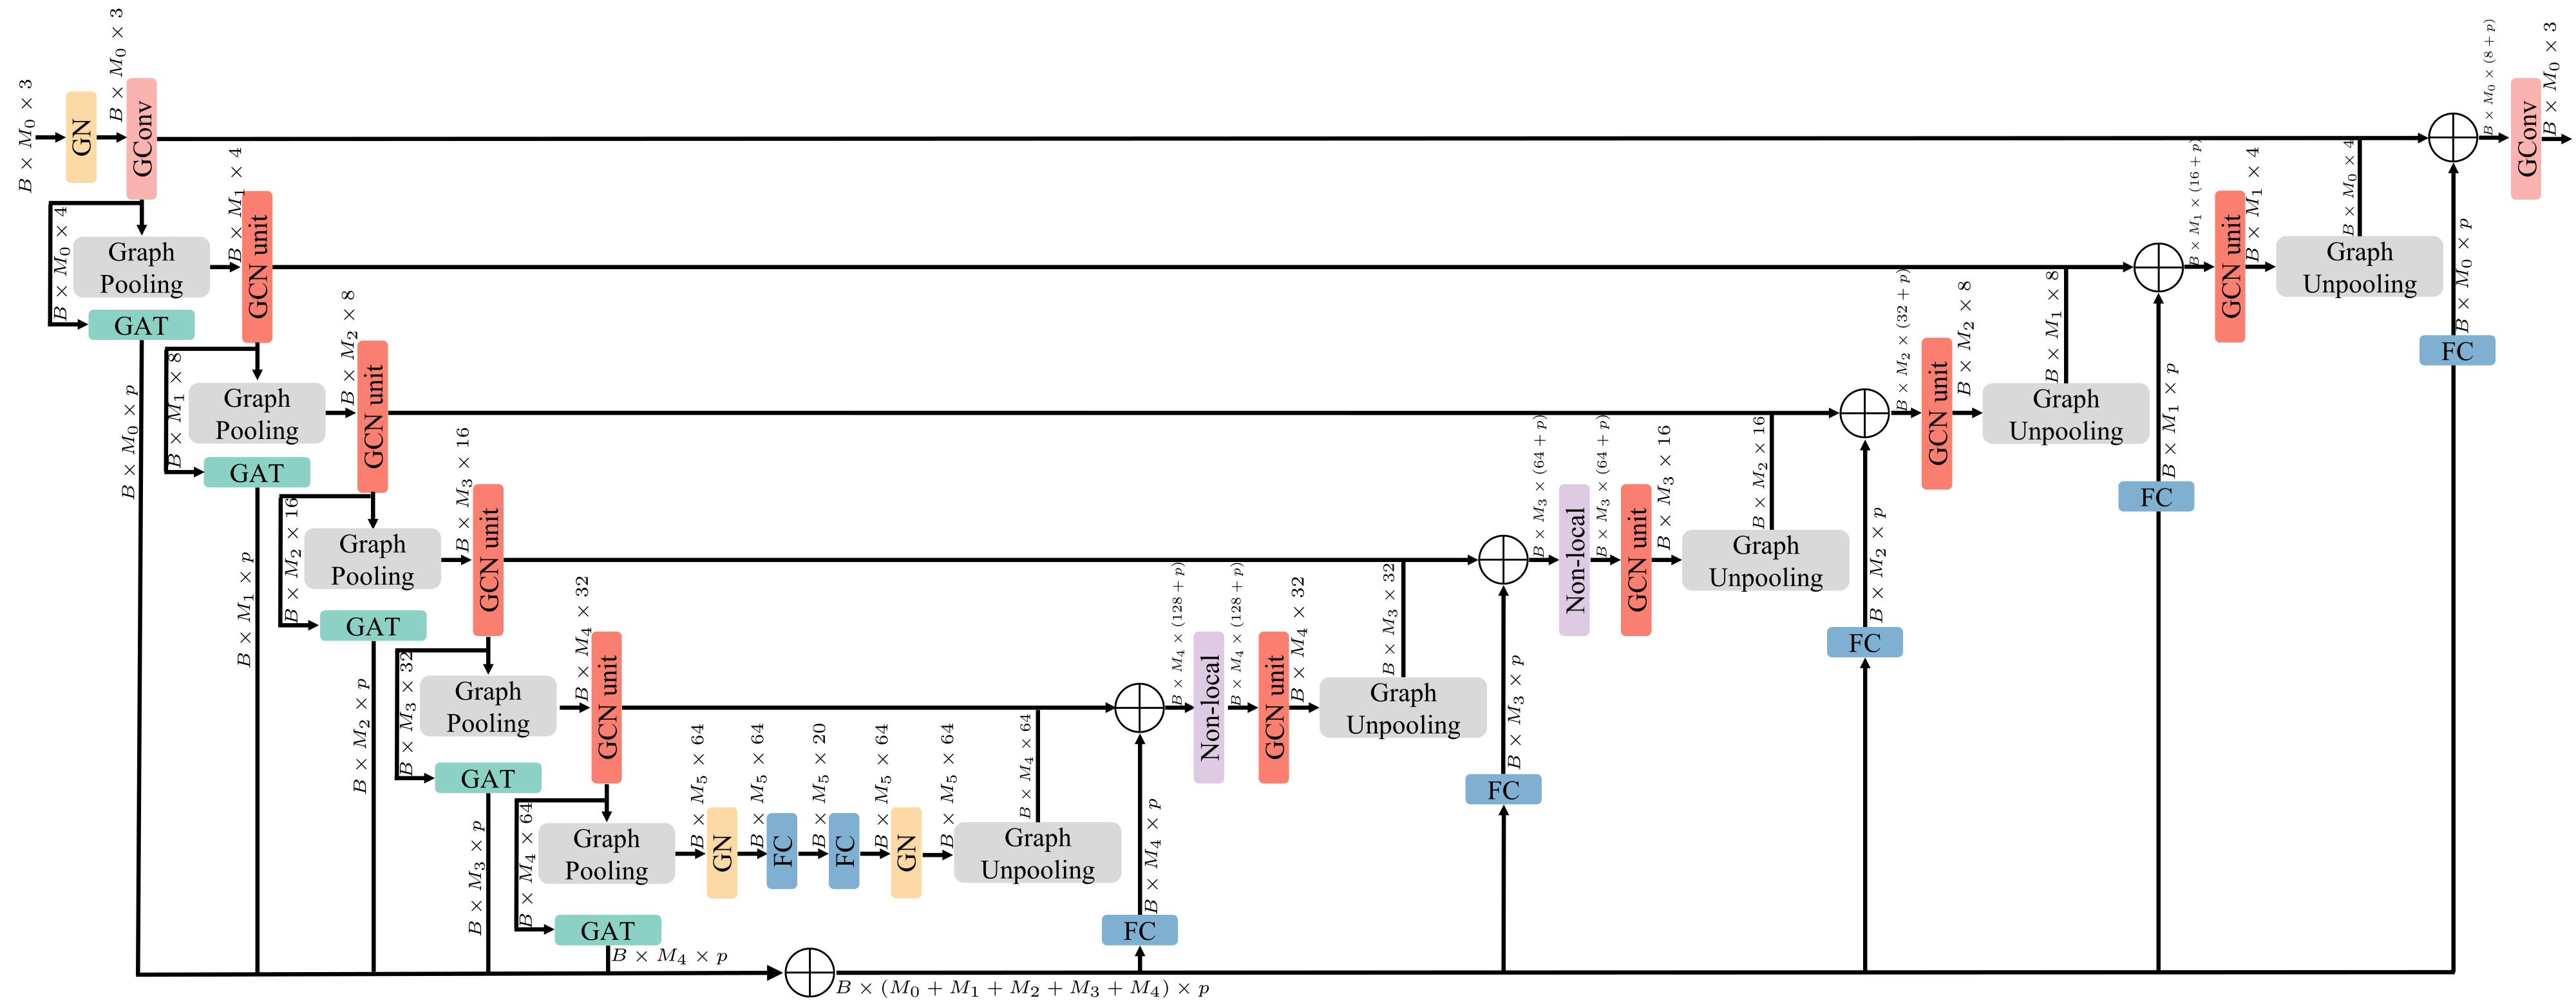 B × M₀ × 3
GN
B × M₀ × 3
GConv
B × M₀ × 4
Graph
Pooling
GAT
B × M₀ × p
B × M₁ × 4
GCN unit
B × M₁ × 8
Graph
Pooling
GAT
B × M₁ × p
B × M₂ × 8
GCN unit
B × M₂ × 16
Graph
Pooling
GAT
B × M₂ × p
B × M₃ × 16
GCN unit
B × M₃ × 32
Graph
Pooling
GAT
B × M₃ × p
B × M₄ × 32
GCN unit
B × M₄ × 64
Graph
Pooling
GAT
B × M₄ × p
B × M₅ × 64
GN
B × M₅ × 64
FC
B × M₅ × 20
FC
B × M₅ × 64
GN
B × M₅ × 64
Graph
Unpooling
B × M₄ × 64
B × (M₀ + M₁ + M₂ + M₃ + M₄) × p
FC
B × M₄ × p
B × M₄ × (128 + p)
Non-local
B × M₄ × (128 + p)
GCN unit
B × M₄ × 32
Graph
Unpooling
B × M₃ × 32
FC
B × M₃ × p
B × M₃ × (64 + p)
Non-local
B × M₃ × (64 + p)
GCN unit
B × M₃ × 16
Graph
Unpooling
B × M₂ × 16
FC
B × M₂ × p
B × M₂ × (32 + p)
GCN unit
B × M₂ × 8
Graph
Unpooling
B × M₁ × 8
FC
B × M₁ × p
B × M₁ × (16 + p)
GCN unit
B × M₁ × 4
Graph
Unpooling
B × M₀ × 4
FC
B × M₀ × p
B × M₀ × (8 + p)
GConv
B × M₀ × 3